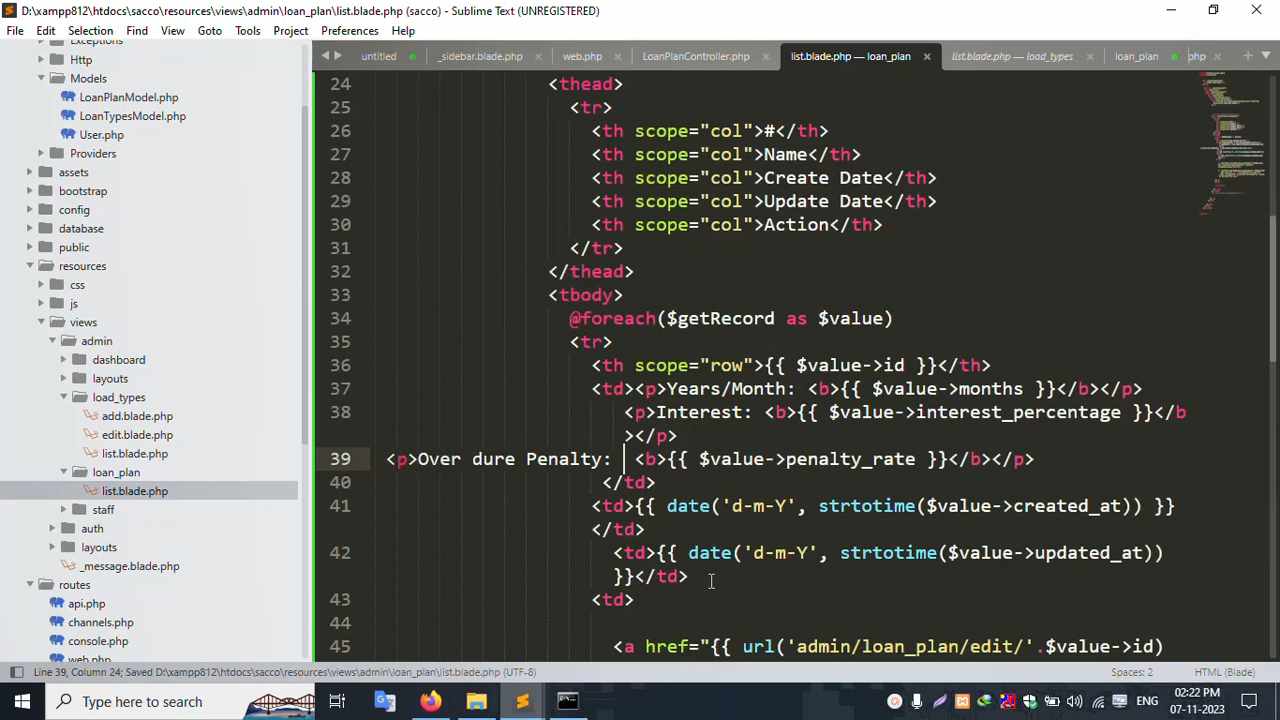 D:\xampp812\htdocs\sacco\resources\views\admin\loan_plan\list.blade.php (sacco) - Sublime Text (UNREGISTERED)
File Edit Selection Find View Goto Tools Project Preferences Help
untitled _sidebar.blade.php web.php LoanPlanController.php list.blade.php — loan_plan list.blade.php — load_types loan_plan php
Exceptions
Http
Models
LoanPlanModel.php
LoanTypesModel.php
User.php
Providers
assets
bootstrap
config
database
public
resources
css
js
views
admin
dashboard
layouts
load_types
add.blade.php
edit.blade.php
list.blade.php
loan_plan
list.blade.php
staff
auth
layouts
_message.blade.php
routes
api.php
channels.php
console.php
web.php
24 <thead>
25 <tr>
26 <th scope="col">#</th>
27 <th scope="col">Name</th>
28 <th scope="col">Create Date</th>
29 <th scope="col">Update Date</th>
30 <th scope="col">Action</th>
31 </tr>
32 </thead>
33 <tbody>
34 @foreach($getRecord as $value)
35 <tr>
36 <th scope="row">{{ $value->id }}</th>
37 <td><p>Years/Month: <b>{{ $value->months }}</b></p>
38 <p>Interest: <b>{{ $value->interest_percentage }}</b
></p>
39 <p>Over dure Penalty: <b>{{ $value->penalty_rate }}</b></p>
40 </td>
41 <td>{{ date('d-m-Y', strtotime($value->created_at)) }}
</td>
42 <td>{{ date('d-m-Y', strtotime($value->updated_at))
}}</td>
43 <td>
44
45 <a href="{{ url('admin/loan_plan/edit/'.$value->id)
Line 39, Column 24; Saved D:\xampp812\htdocs\sacco\resources\views\admin\loan_plan\list.blade.php (UTF-8) Spaces: 2 HTML (Blade)
Type here to search
ENG
02:22 PM
07-11-2023